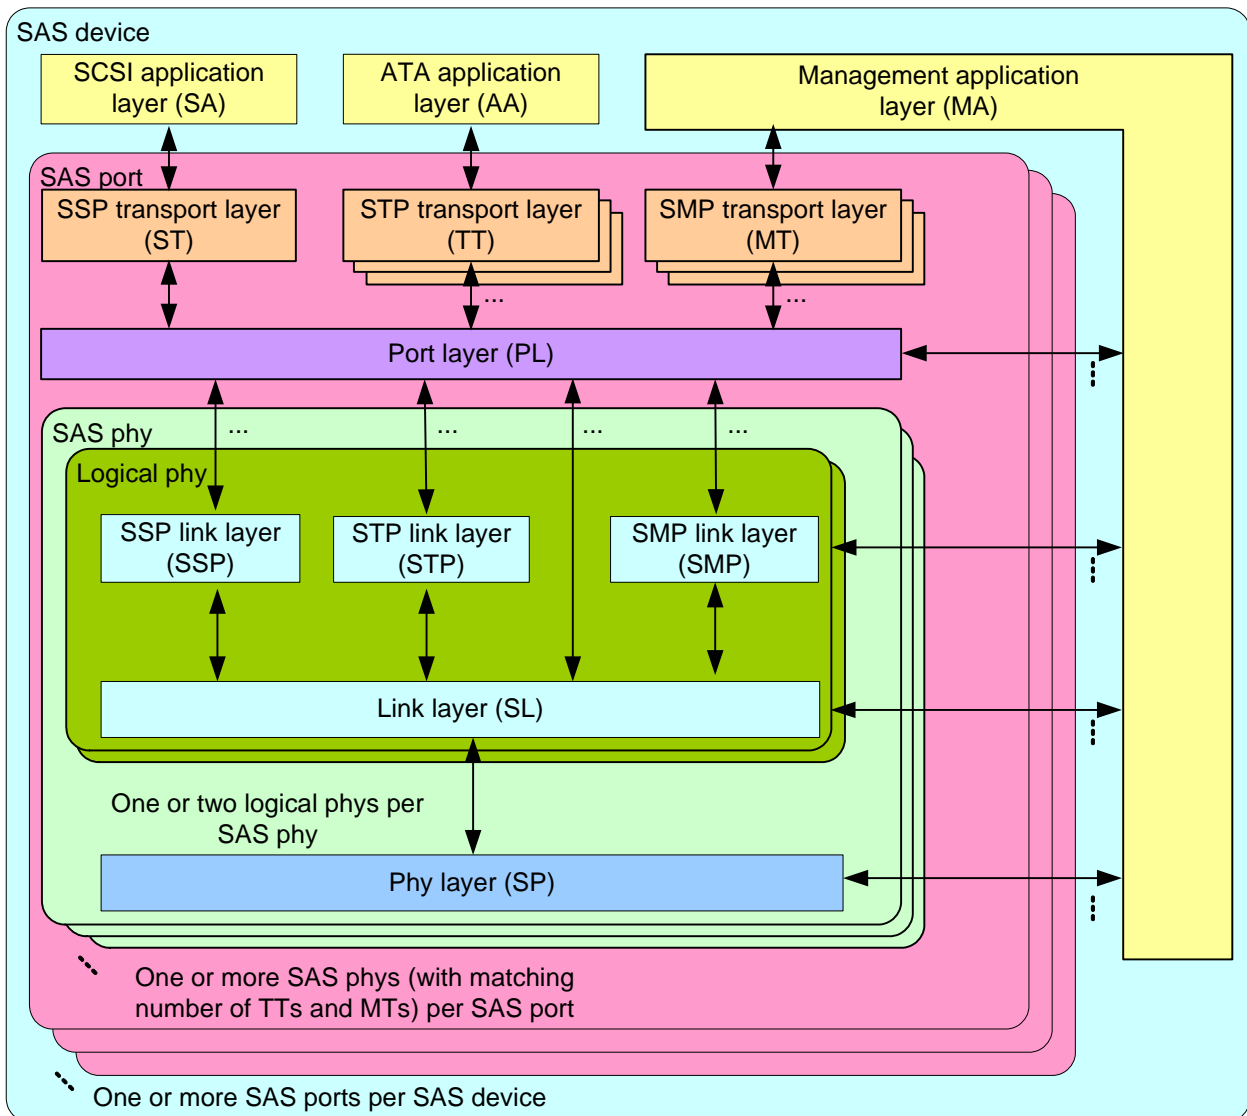 SAS device
SCSI application
layer (SA)
ATA application
layer (AA)
Management application
layer (MA)
SAS port
SSP transport layer
(ST)
STP transport layer
(TT)
SMP transport layer
(MT)
...
...
Port layer (PL)
SAS phy
...
...
...
...
Logical phy
SSP link layer
(SSP)
STP link layer
(STP)
SMP link layer
(SMP)
Link layer (SL)
One or two logical phys per
SAS phy
Phy layer (SP)
One or more SAS phys (with matching
number of TTs and MTs) per SAS port
One or more SAS ports per SAS device